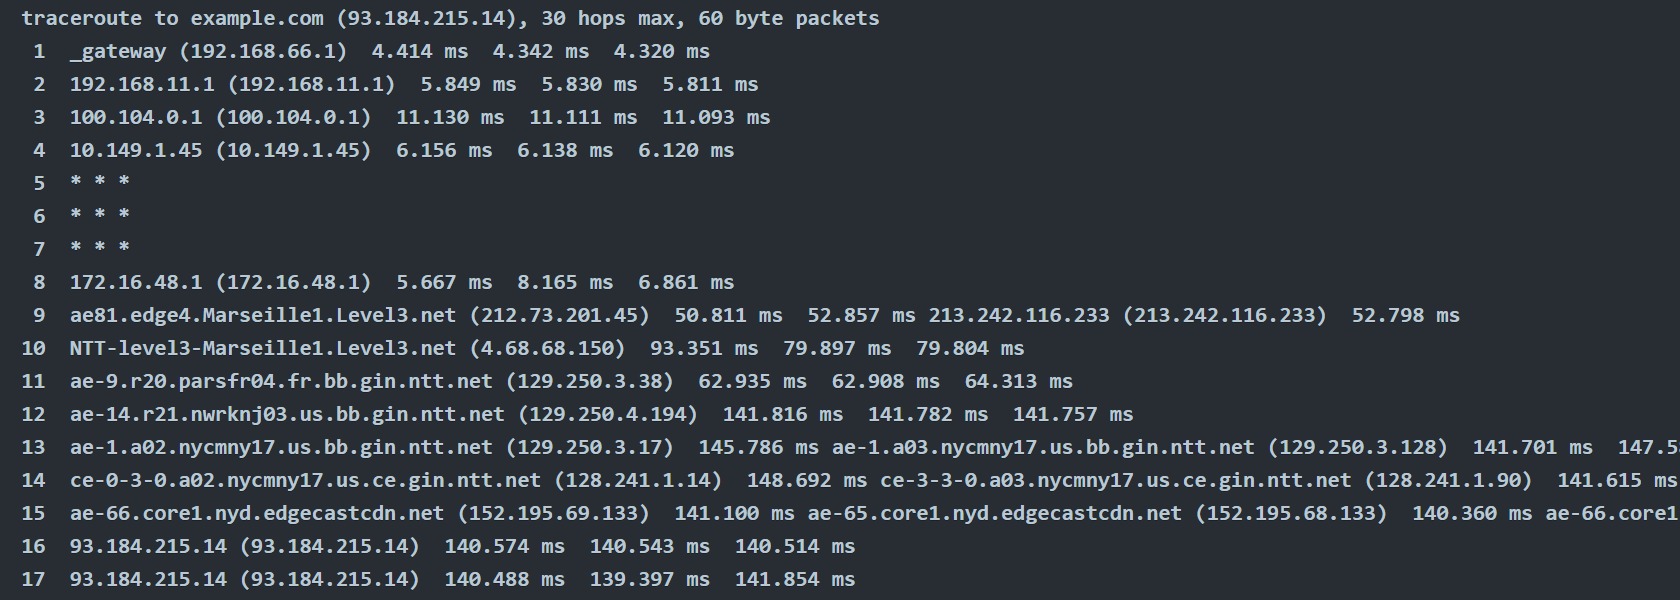 traceroute to example.com (93.184.215.14), 30 hops max, 60 byte packets
1 _gateway (192.168.66.1) 4.414 ms 4.342 ms 4.320 ms
2 192.168.11.1 (192.168.11.1) 5.849 ms 5.830 ms 5.811 ms
3 100.104.0.1 (100.104.0.1) 11.130 ms 11.111 ms 11.093 ms
4 10.149.1.45 (10.149.1.45) 6.156 ms 6.138 ms 6.120 ms
5 * * *
6 * * *
7 * * *
8 172.16.48.1 (172.16.48.1) 5.667 ms 8.165 ms 6.861 ms
9 ae81.edge4.Marseille1.Level3.net (212.73.201.45) 50.811 ms 52.857 ms 213.242.116.233 (213.242.116.233) 52.798 ms
10 NTT-level3-Marseille1.Level3.net (4.68.68.150) 93.351 ms 79.897 ms 79.804 ms
11 ae-9.r20.parsfr04.fr.bb.gin.ntt.net (129.250.3.38) 62.935 ms 62.908 ms 64.313 ms
12 ae-14.r21.nwrknj03.us.bb.gin.ntt.net (129.250.4.194) 141.816 ms 141.782 ms 141.757 ms
13 ae-1.a02.nycmny17.us.bb.gin.ntt.net (129.250.3.17) 145.786 ms ae-1.a03.nycmny17.us.bb.gin.ntt.net (129.250.3.128) 141.701 ms 147.5
14 ce-0-3-0.a02.nycmny17.us.ce.gin.ntt.net (128.241.1.14) 148.692 ms ce-3-3-0.a03.nycmny17.us.ce.gin.ntt.net (128.241.1.90) 141.615 ms
15 ae-66.core1.nyd.edgecastcdn.net (152.195.69.133) 141.100 ms ae-65.core1.nyd.edgecastcdn.net (152.195.68.133) 140.360 ms ae-66.core1
16 93.184.215.14 (93.184.215.14) 140.574 ms 140.543 ms 140.514 ms
17 93.184.215.14 (93.184.215.14) 140.488 ms 139.397 ms 141.854 ms